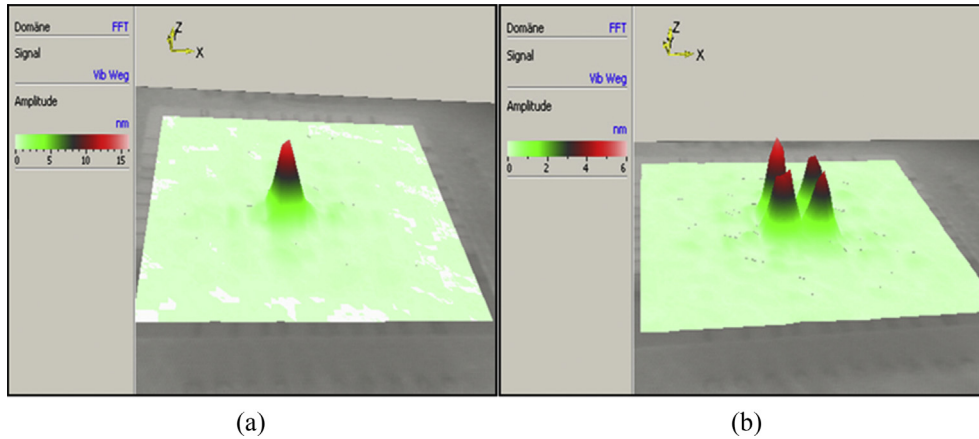 Domäne FFT
Signal
Vib Weg
Amplitude
nm
0 5 10 15
Z
X
Domäne FFT
Signal
Vib Weg
Amplitude
nm
0 2 4 6
Z
X
(a) (b)